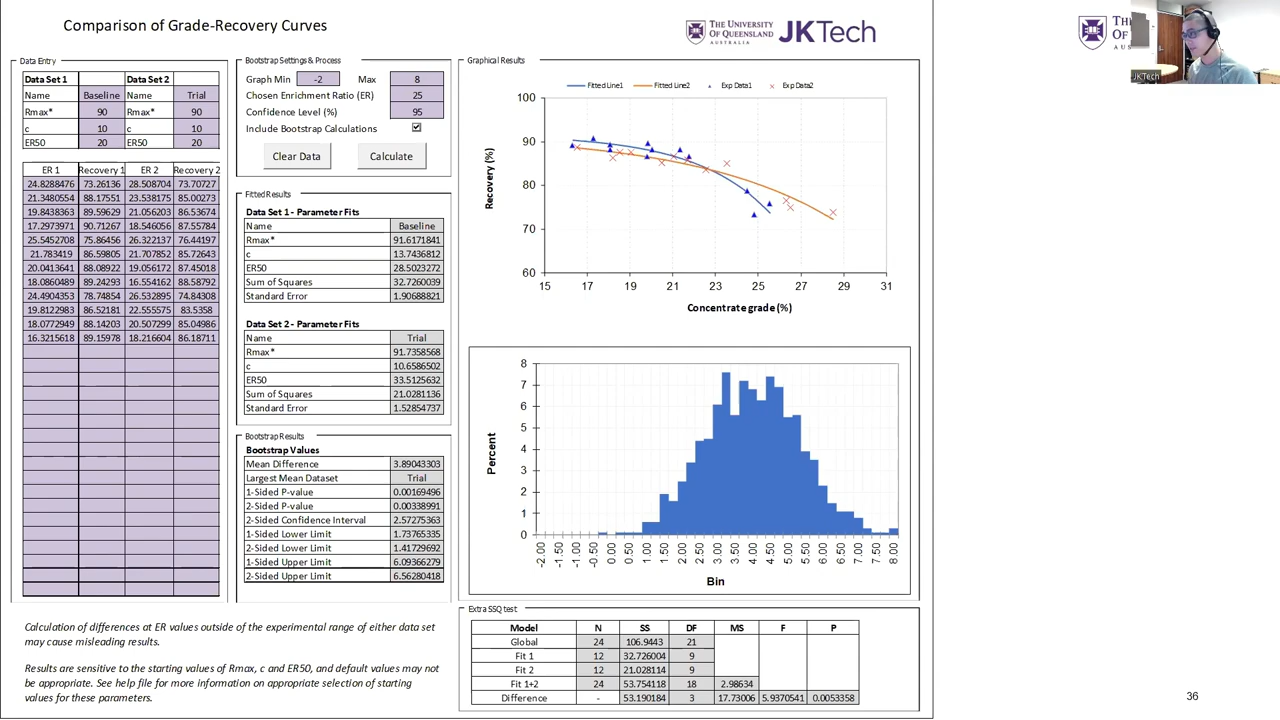 Comparison of Grade-Recovery Curves
THE UNIVERSITY
OF QUEENSLAND
AUSTRALIA
JKTech
Data Entry
Data Set 1 Data Set 2
Name Baseline Name Trial
Rmax* 90 Rmax* 90
c 10 c 10
ER50 20 ER50 20
ER 1 Recovery 1 ER 2 Recovery 2
24.8288476 73.26136 28.508704 73.70727
21.3480554 88.17551 23.538175 85.00273
19.8438363 89.59629 21.056203 86.53674
17.2973971 90.71267 18.546056 87.55784
25.5452708 75.86456 26.322137 76.44197
21.783419 86.59805 21.707852 85.72643
20.0413641 88.08922 19.056172 87.45018
18.0860489 89.24293 16.554162 88.58792
24.4904353 78.74854 26.532895 74.84308
19.8122983 86.52181 22.555575 83.5358
18.0772949 88.14203 20.507299 85.04986
16.3215618 89.15978 18.216604 86.18711
Bootstrap Settings & Process
Graph Min -2 Max 8
Chosen Enrichment Ratio (ER) 25
Confidence Level (%) 95
Include Bootstrap Calculations
Clear Data Calculate
Fitted Results
Data Set 1 - Parameter Fits
Name Baseline
Rmax* 91.6171841
c 13.7436812
ER50 28.5023272
Sum of Squares 32.7260039
Standard Error 1.90688821
Data Set 2 - Parameter Fits
Name Trial
Rmax* 91.7358568
c 10.6586502
ER50 33.5125632
Sum of Squares 21.0281136
Standard Error 1.52854737
Bootstrap Results
Bootstrap Values
Mean Difference 3.89043303
Largest Mean Dataset Trial
1-Sided P-value 0.00169496
2-Sided P-value 0.00338991
2-Sided Confidence Interval 2.57275363
1-Sided Lower Limit 1.73765335
2-Sided Lower Limit 1.41729692
1-Sided Upper Limit 6.09366279
2-Sided Upper Limit 6.56280418
Graphical Results
Fitted Line1 Fitted Line2 Exp Data1 Exp Data2
Recovery (%)
100
90
80
70
60
15 17 19 21 23 25 27 29 31
Concentrate grade (%)
Percent
8
7
6
5
4
3
2
1
0
-2.00 -1.50 -1.00 -0.50 0.00 0.50 1.00 1.50 2.00 2.50 3.00 3.50 4.00 4.50 5.00 5.50 6.00 6.50 7.00 7.50 8.00
Bin
Extra SSQ test
Model N SS DF MS F P
Global 24 106.9443 21
Fit 1 12 32.726004 9
Fit 2 12 21.028114 9
Fit 1+2 24 53.754118 18 2.98634
Difference - 53.190184 3 17.73006 5.9370541 0.0053358
Calculation of differences at ER values outside of the experimental range of either data set
may cause misleading results.
Results are sensitive to the starting values of Rmax, c and ER50, and default values may not
be appropriate. See help file for more information on appropriate selection of starting
values for these parameters.
JKTech
36